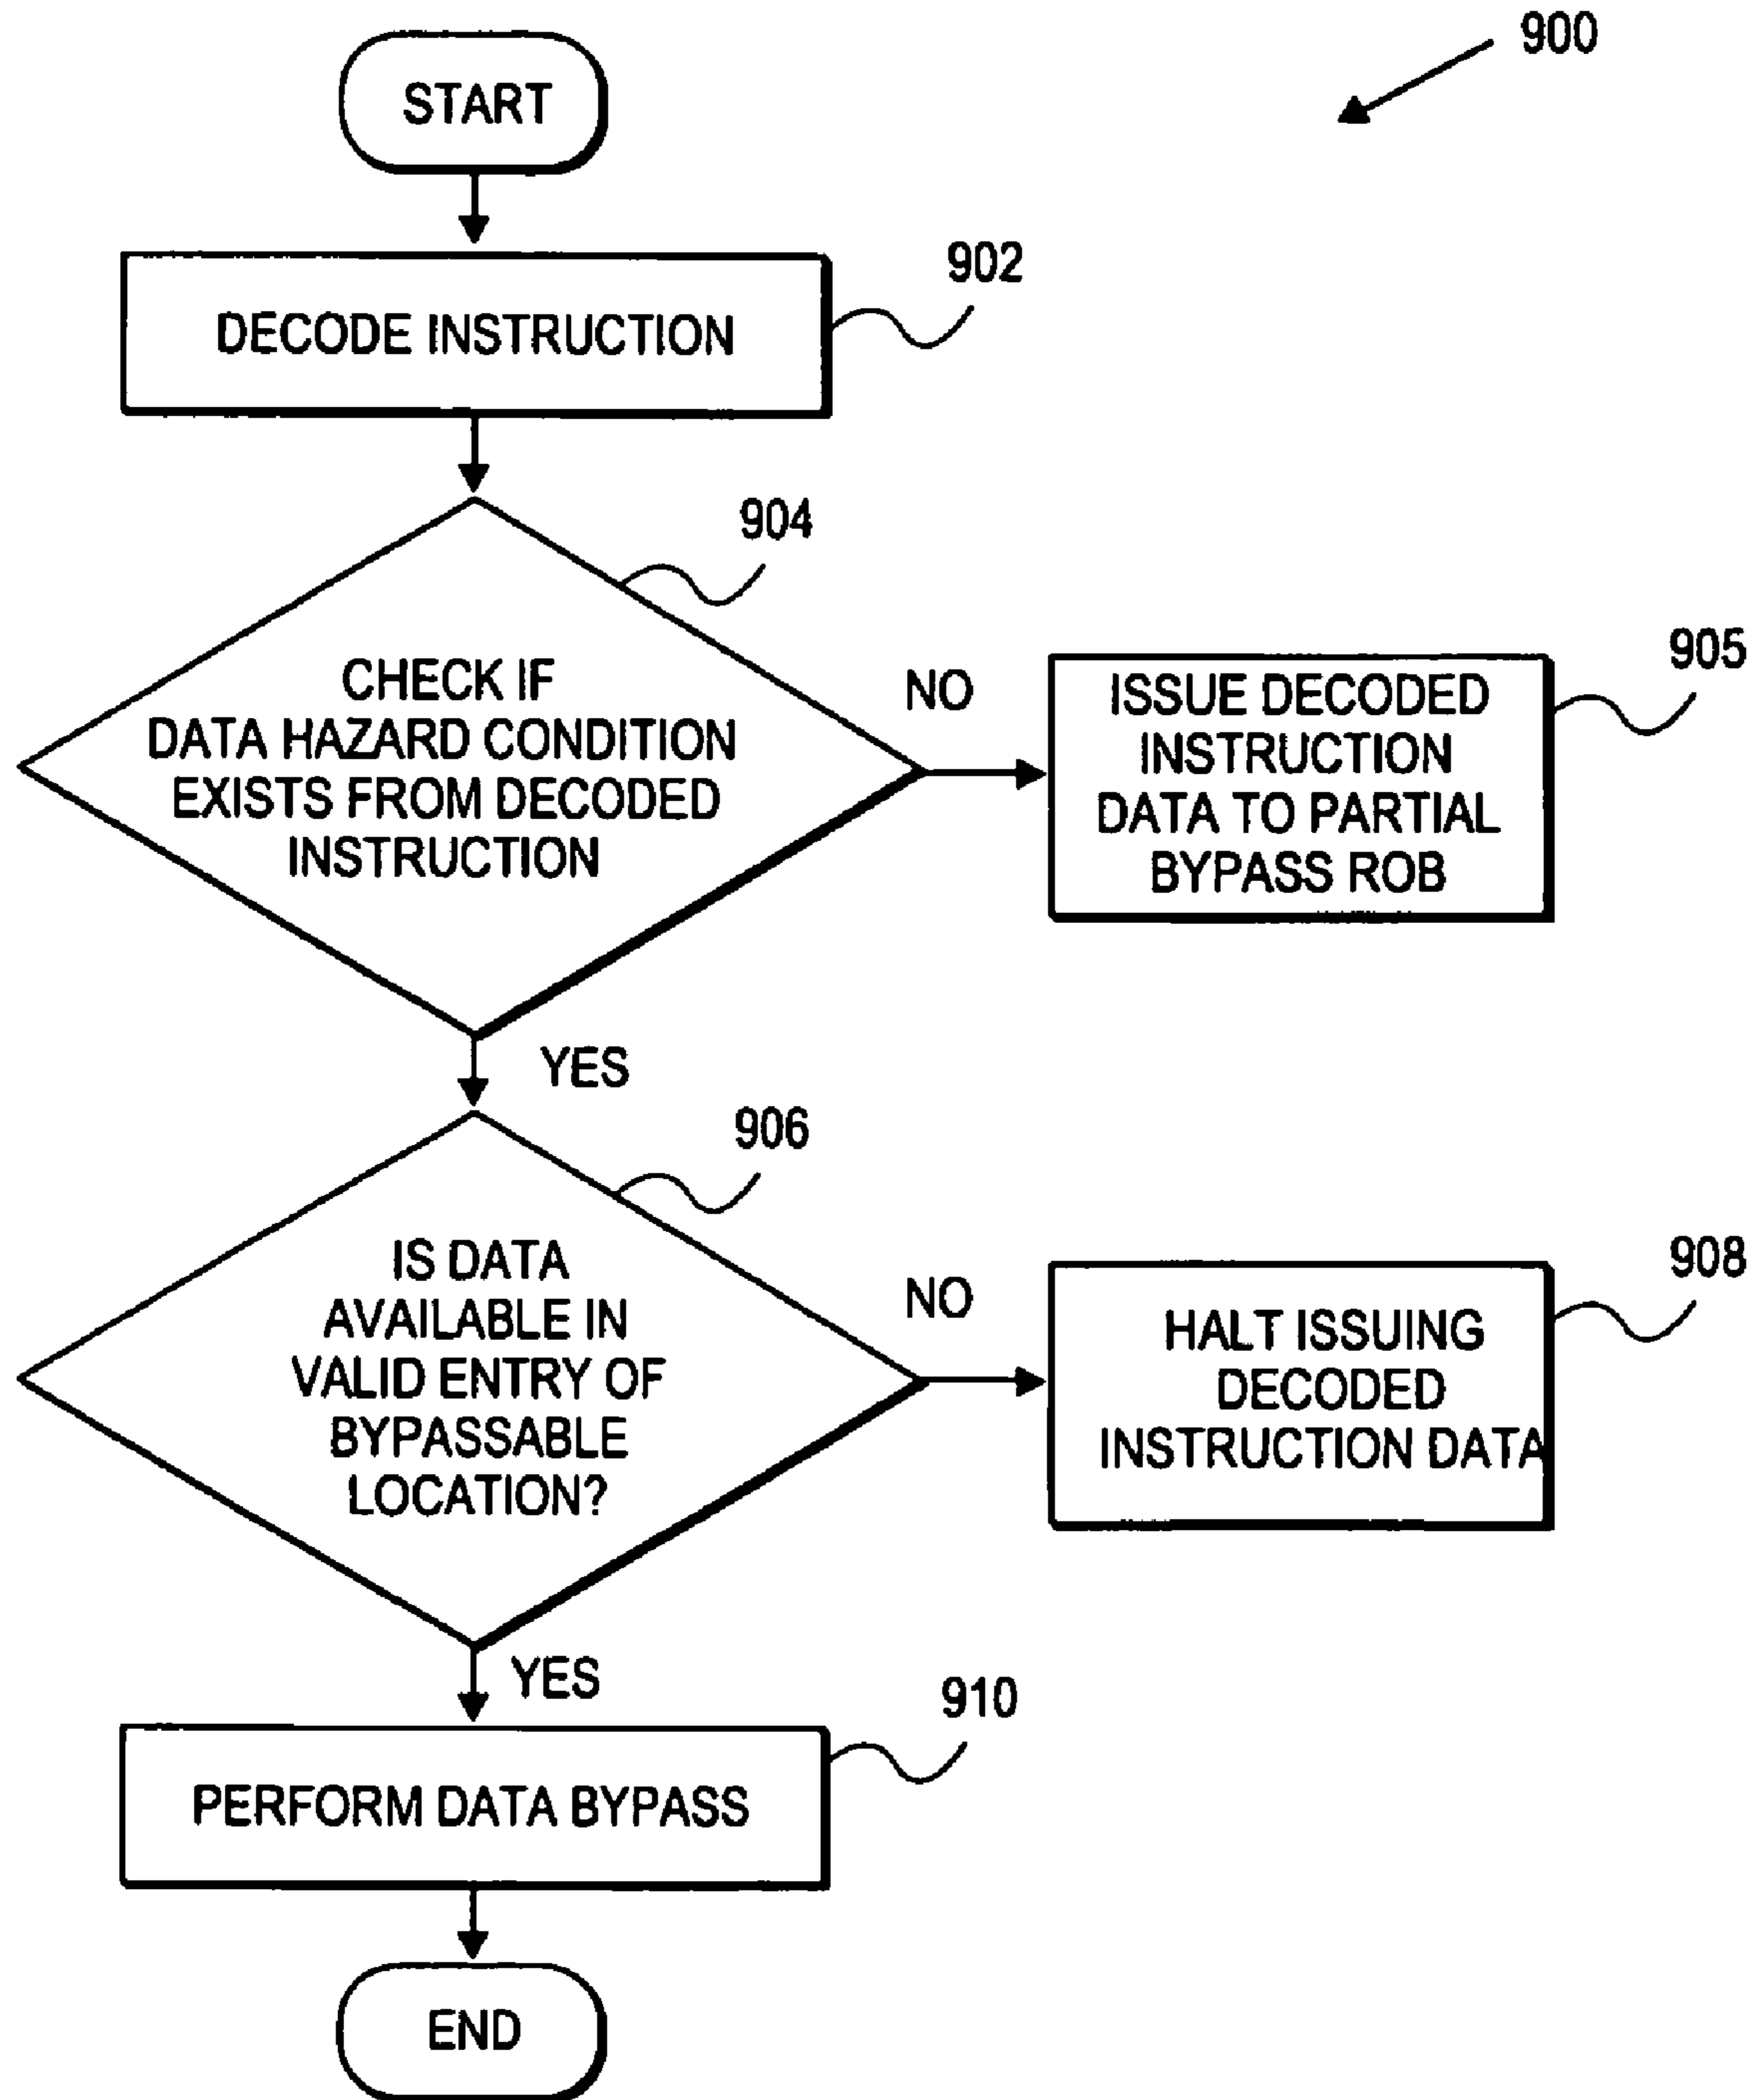 900
START
902
DECODE INSTRUCTION
904
CHECK IF
DATA HAZARD CONDITION
EXISTS FROM DECODED
INSTRUCTION
NO
905
ISSUE DECODED
INSTRUCTION
DATA TO PARTIAL
BYPASS ROB
YES
906
IS DATA
AVAILABLE IN
VALID ENTRY OF
BYPASSABLE
LOCATION?
NO
908
HALT ISSUING
DECODED
INSTRUCTION DATA
YES
910
PERFORM DATA BYPASS
END